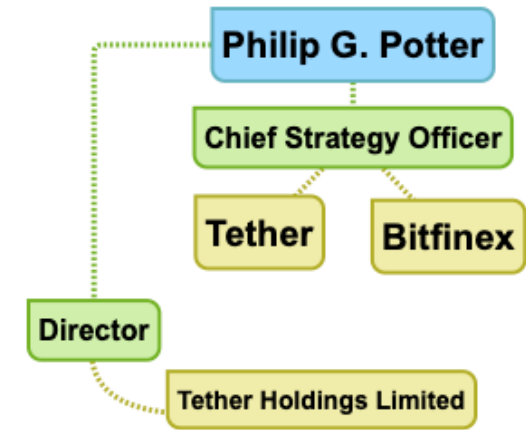 Philip G. Potter
Chief Strategy Officer
Tether
Bitfinex
Director
Tether Holdings Limited